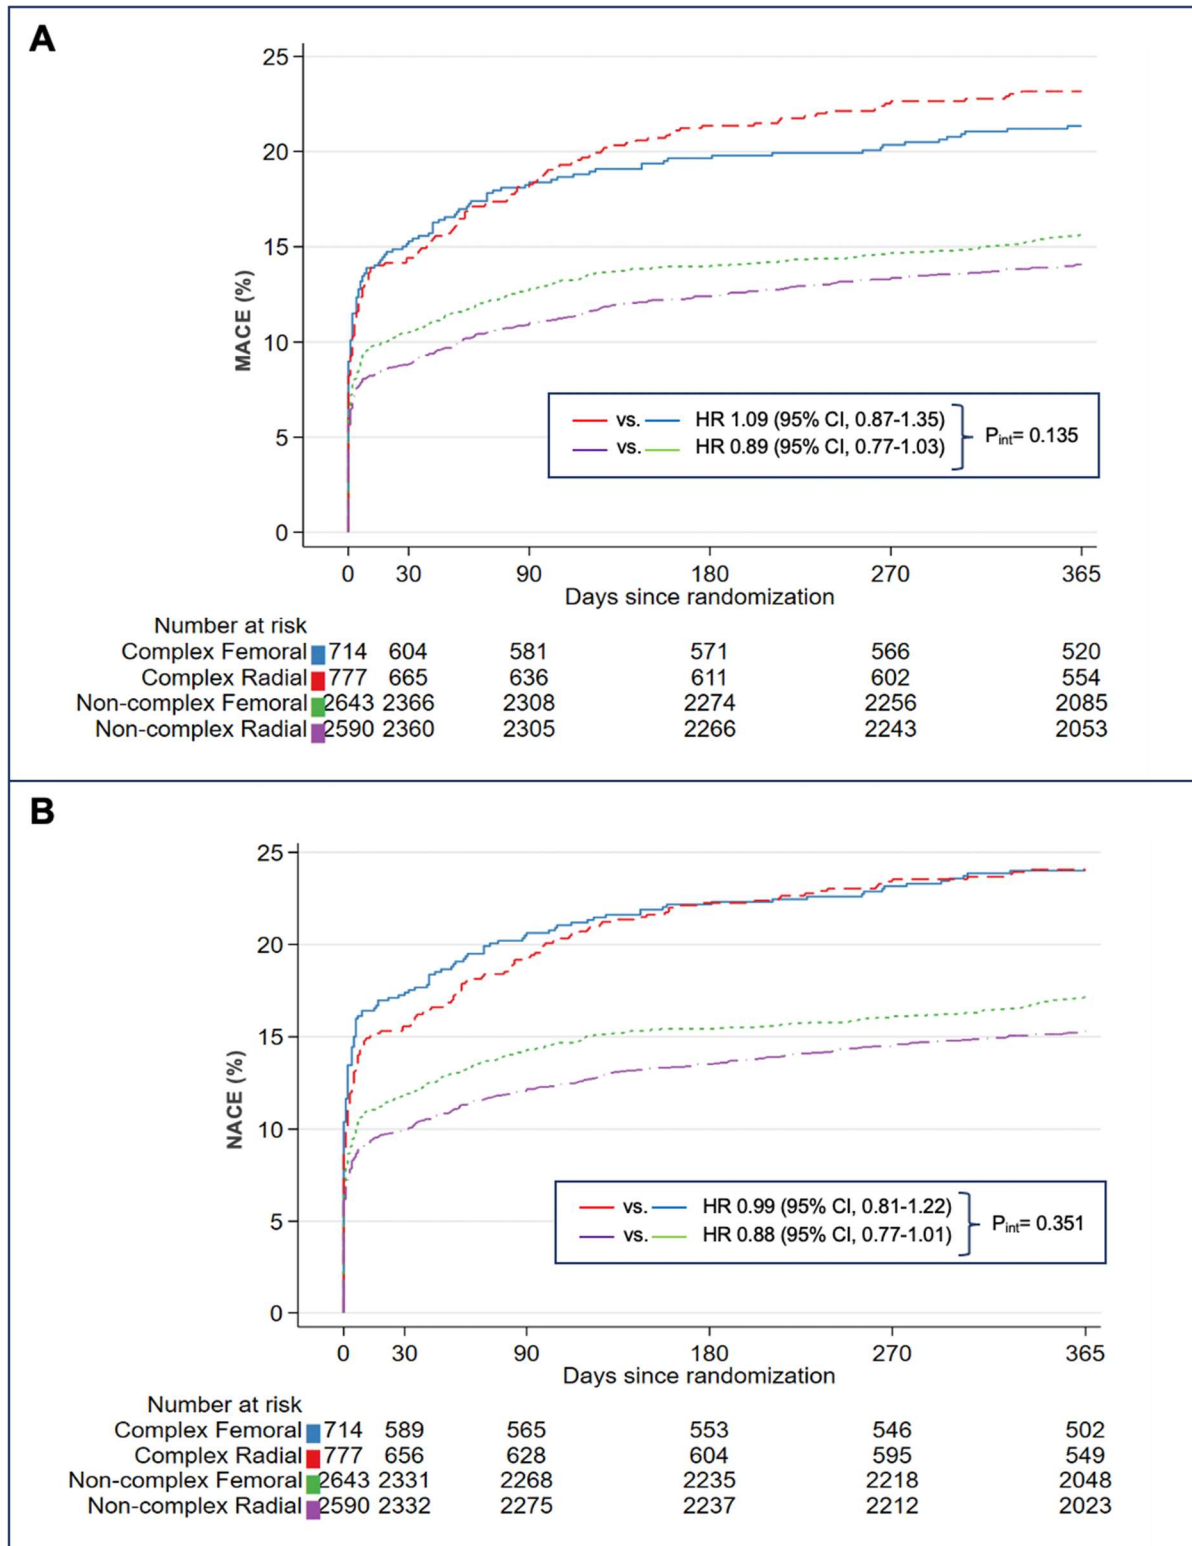 A
25
20
15
10
5
0
MACE (%)
vs. HR 1.09 (95% CI, 0.87-1.35)
vs. HR 0.89 (95% CI, 0.77-1.03)
Pint= 0.135
0 30 90 180 270 365
Days since randomization
Number at risk
Complex Femoral 714 604 581 571 566 520
Complex Radial 777 665 636 611 602 554
Non-complex Femoral 2643 2366 2308 2274 2256 2085
Non-complex Radial 2590 2360 2305 2266 2243 2053
B
25
20
15
10
5
0
NACE (%)
vs. HR 0.99 (95% CI, 0.81-1.22)
vs. HR 0.88 (95% CI, 0.77-1.01)
Pint= 0.351
0 30 90 180 270 365
Days since randomization
Number at risk
Complex Femoral 714 589 565 553 546 502
Complex Radial 777 656 628 604 595 549
Non-complex Femoral 2643 2331 2268 2235 2218 2048
Non-complex Radial 2590 2332 2275 2237 2212 2023